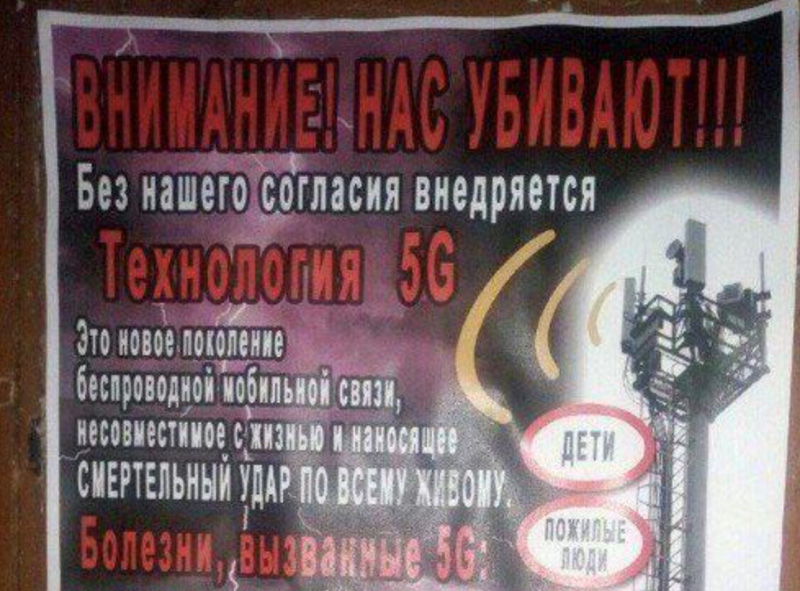 ВНИМАНИЕ! НАС УБИВАЮТ!!!
Без нашего согласия внедряется
Технология 5G
Это новое поколение
беспроводной мобильной связи,
несовместимое с жизнью и наносящее
СМЕРТЕЛЬНЫЙ УДАР ПО ВСЕМУ ЖИВОМУ.
ДЕТИ
Болезни, вызванные 5G:
ПОЖИЛЫЕ
ЛЮДИ